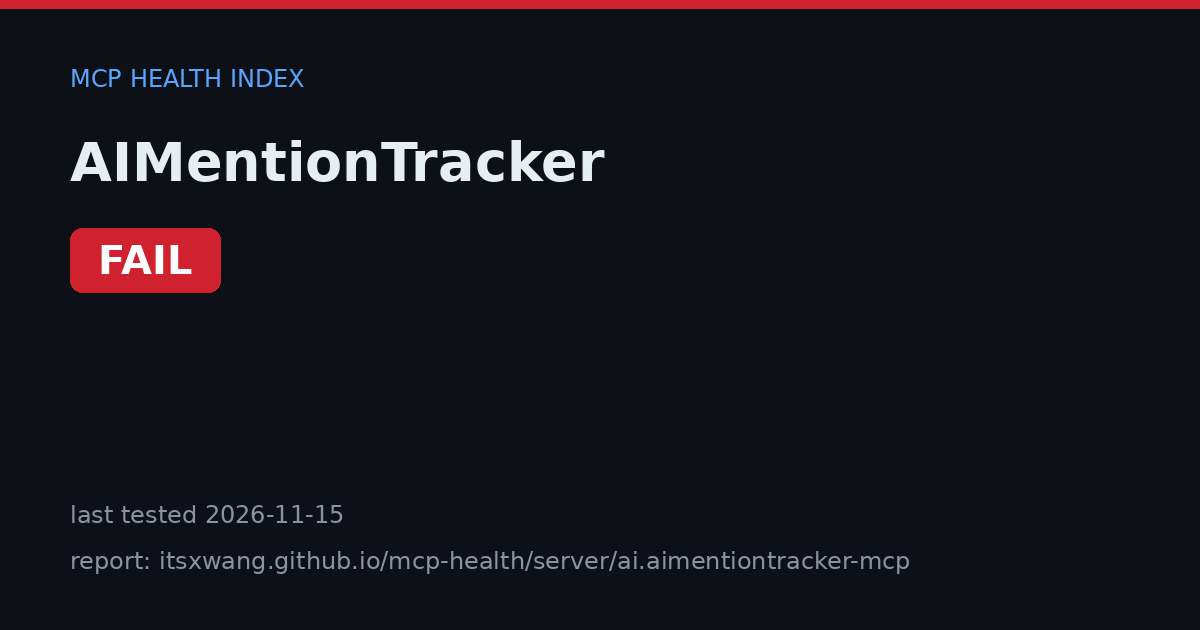 MCP HEALTH INDEX
AIMentionTracker
FAIL
last tested 2026-11-15
report: itsxwang.github.io/mcp-health/server/ai.aimentiontracker-mcp